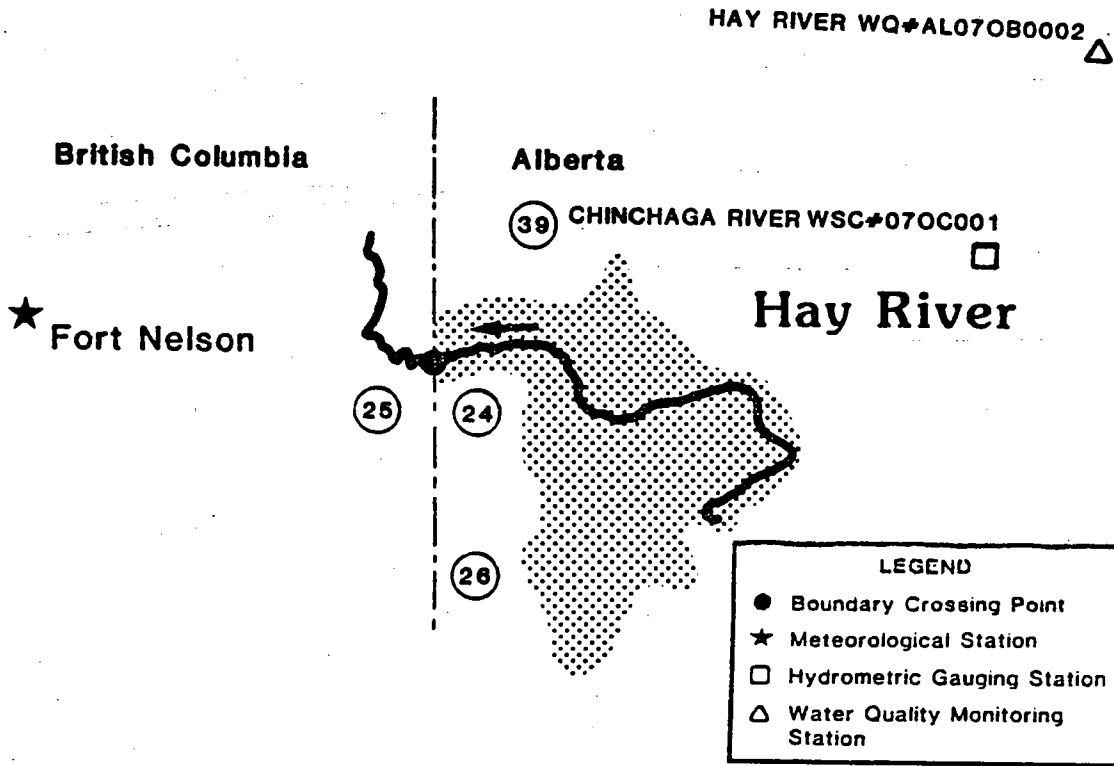 HAY RIVER WQ#AL07OB0002
British Columbia
Alberta
39 CHINCHAGA RIVER WSC#07OC001
Hay River
Fort Nelson
25
24
26
LEGEND
Boundary Crossing Point
Meteorological Station
Hydrometric Gauging Station
Water Quality Monitoring
Station